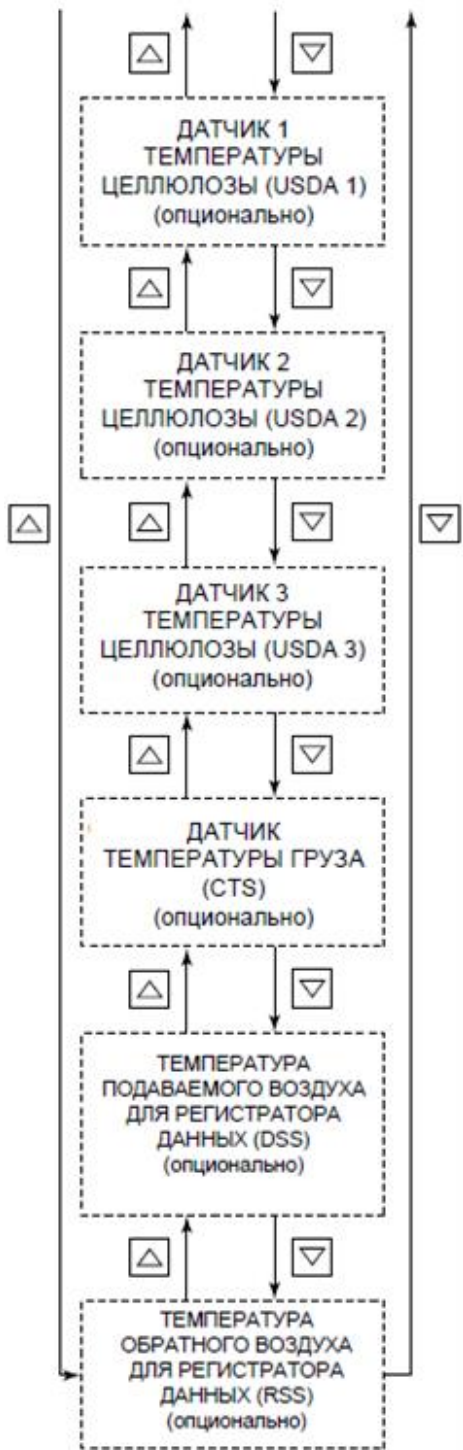 ДАТЧИК 1
ТЕМПЕРАТУРЫ
ЦЕЛЛЮЛОЗЫ (USDA 1)
(опционально)
ДАТЧИК 2
ТЕМПЕРАТУРЫ
ЦЕЛЛЮЛОЗЫ (USDA 2)
(опционально)
ДАТЧИК 3
ТЕМПЕРАТУРЫ
ЦЕЛЛЮЛОЗЫ (USDA 3)
(опционально)
ДАТЧИК
ТЕМПЕРАТУРЫ ГРУЗА
(CTS)
(опционально)
ТЕМПЕРАТУРА
ПОДАВАЕМОГО ВОЗДУХА
ДЛЯ РЕГИСТРАТОРА
ДАННЫХ (DSS)
(опционально)
ТЕМПЕРАТУРА
ОБРАТНОГО ВОЗДУХА
ДЛЯ РЕГИСТРАТОРА
ДАННЫХ (RSS)
(опционально)